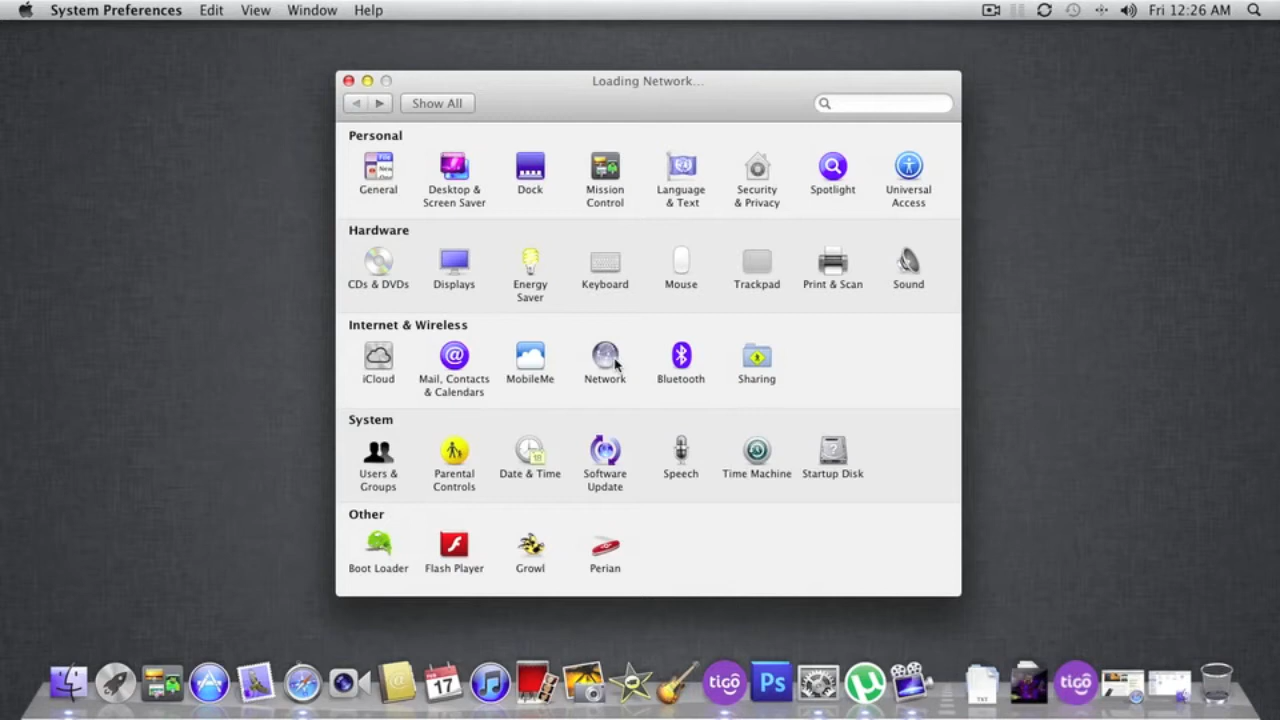 System Preferences Edit View Window Help Fri 12:26 AM
Loading Network...
Show All
Personal
General Desktop & Screen Saver Dock Mission Control Language & Text Security & Privacy Spotlight Universal Access
Hardware
CDs & DVDs Displays Energy Saver Keyboard Mouse Trackpad Print & Scan Sound
Internet & Wireless
iCloud Mail, Contacts & Calendars MobileMe Network Bluetooth Sharing
System
Users & Groups Parental Controls Date & Time Software Update Speech Time Machine Startup Disk
Other
Boot Loader Flash Player Growl Perian
17 tigo Ps TXT tigo